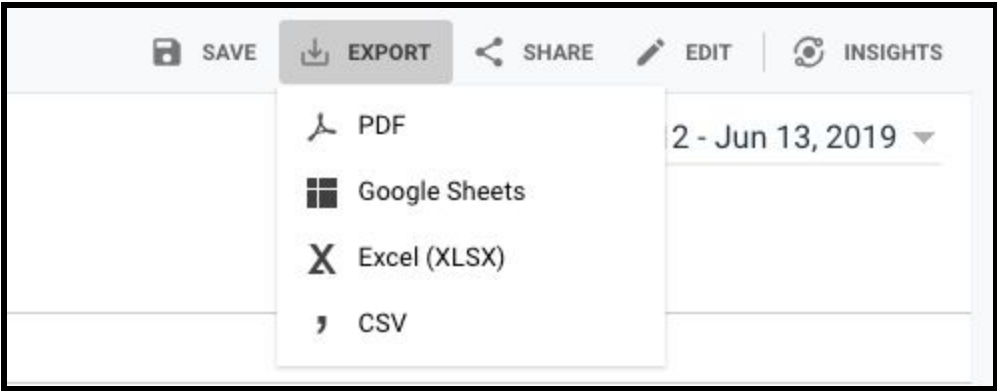 SAVE EXPORT SHARE EDIT INSIGHTS
PDF
2 - Jun 13, 2019
Google Sheets
Excel (XLSX)
CSV